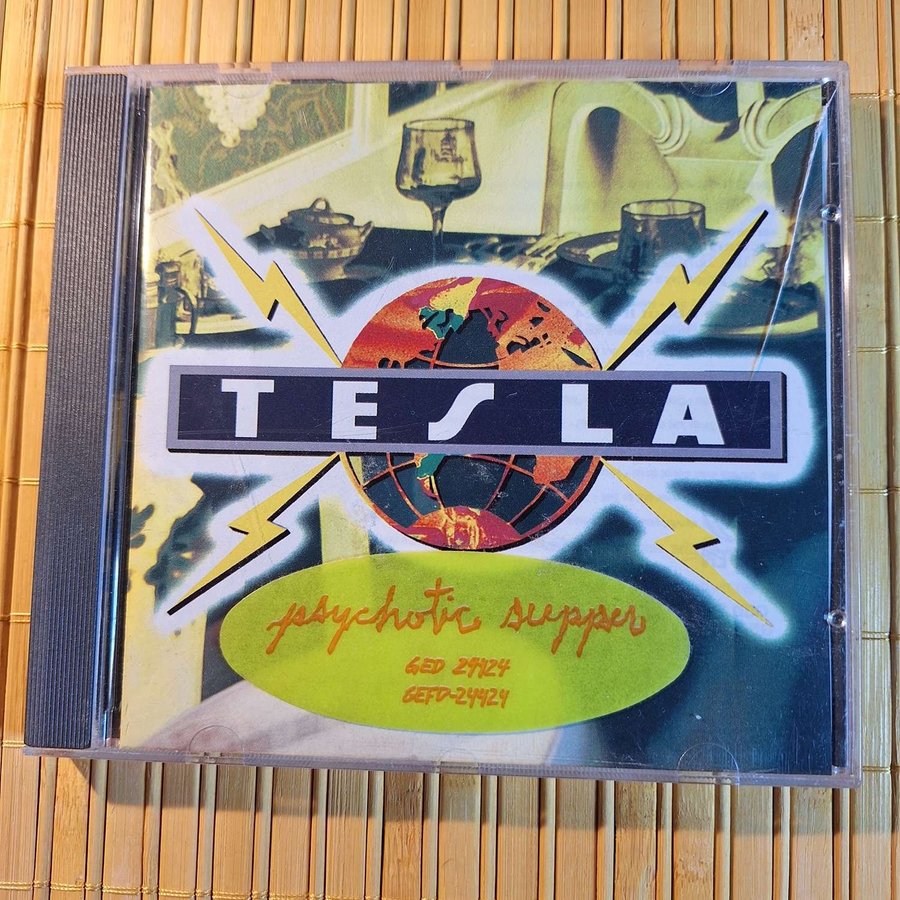 TESLA
psychotic supper
GED 24424
GEFD-24424